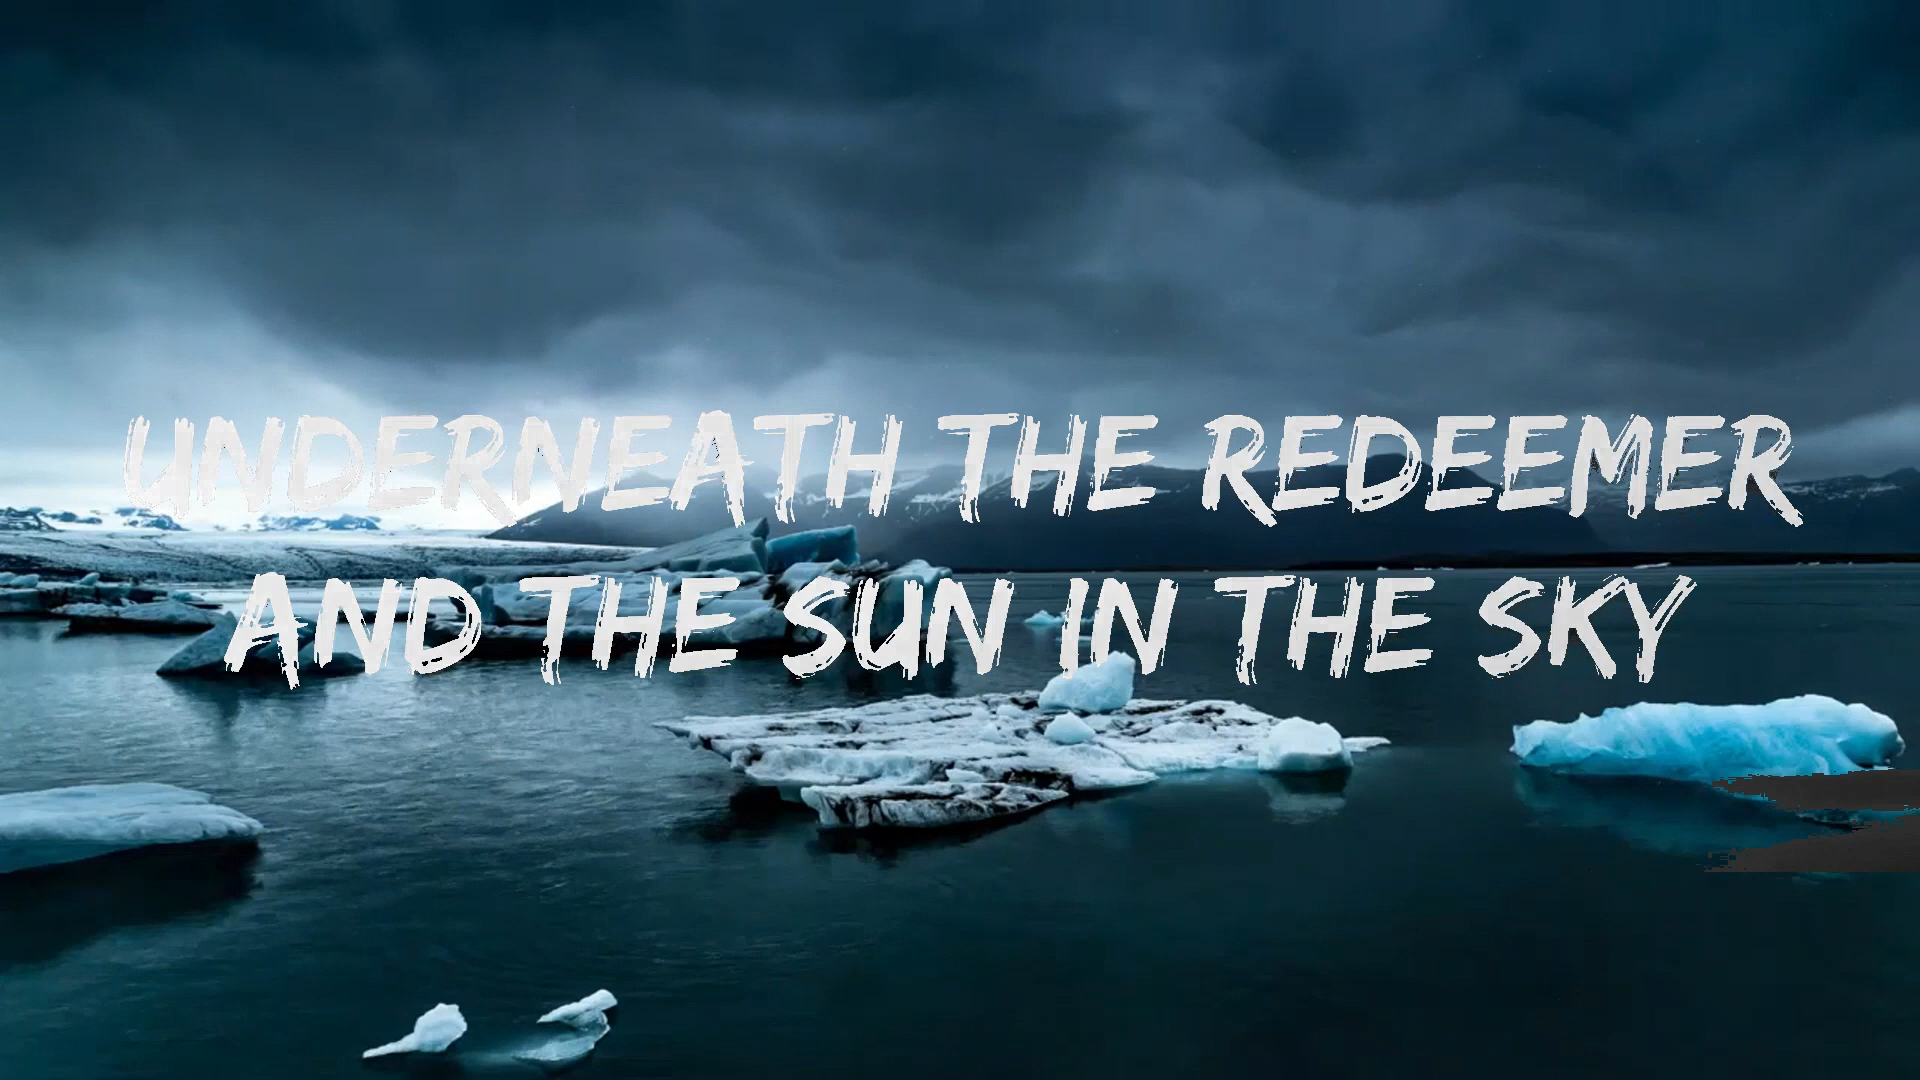 UNDERNEATH THE REDEEMER
AND THE SUN IN THE SKY